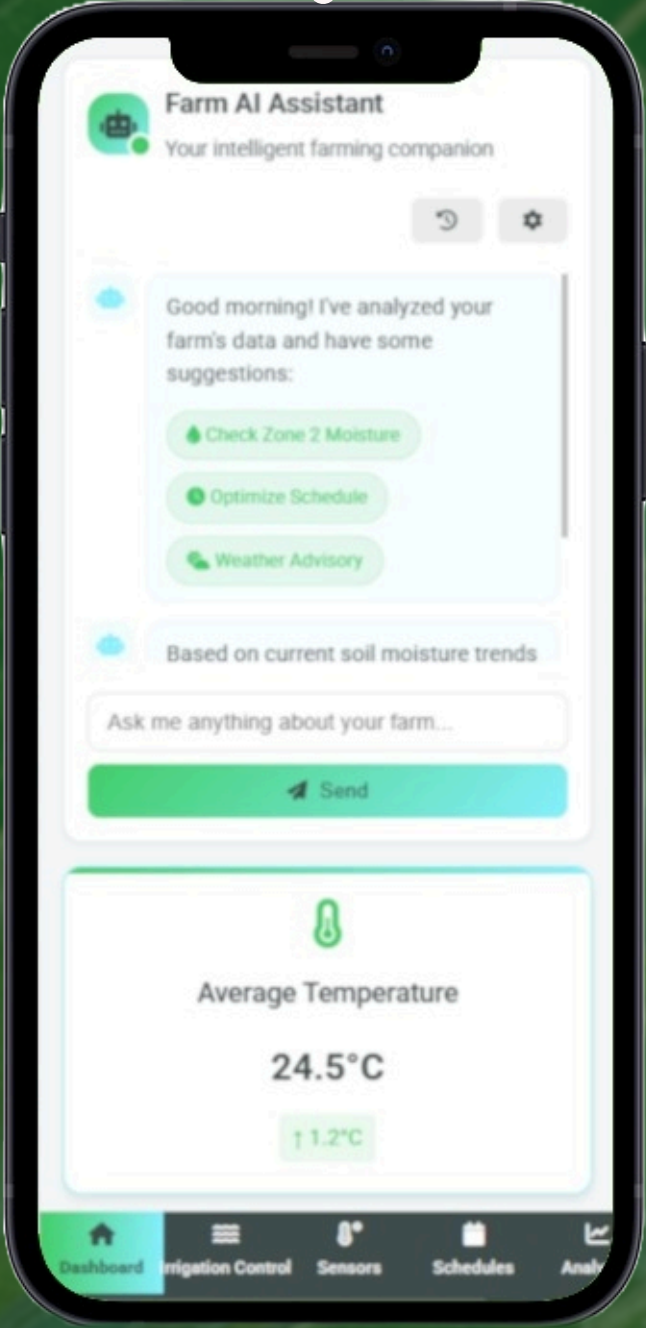 Farm AI Assistant
Your intelligent farming companion
Good morning! I've analyzed your
farm's data and have some
suggestions:
Check Zone 2 Moisture
Optimize Schedule
Weather Advisory
Based on current soil moisture trends
Ask me anything about your farm...
Send
Average Temperature
24.5°C
↑ 1.2°C
Dashboard
Irrigation Control
Sensors
Schedules
Analy